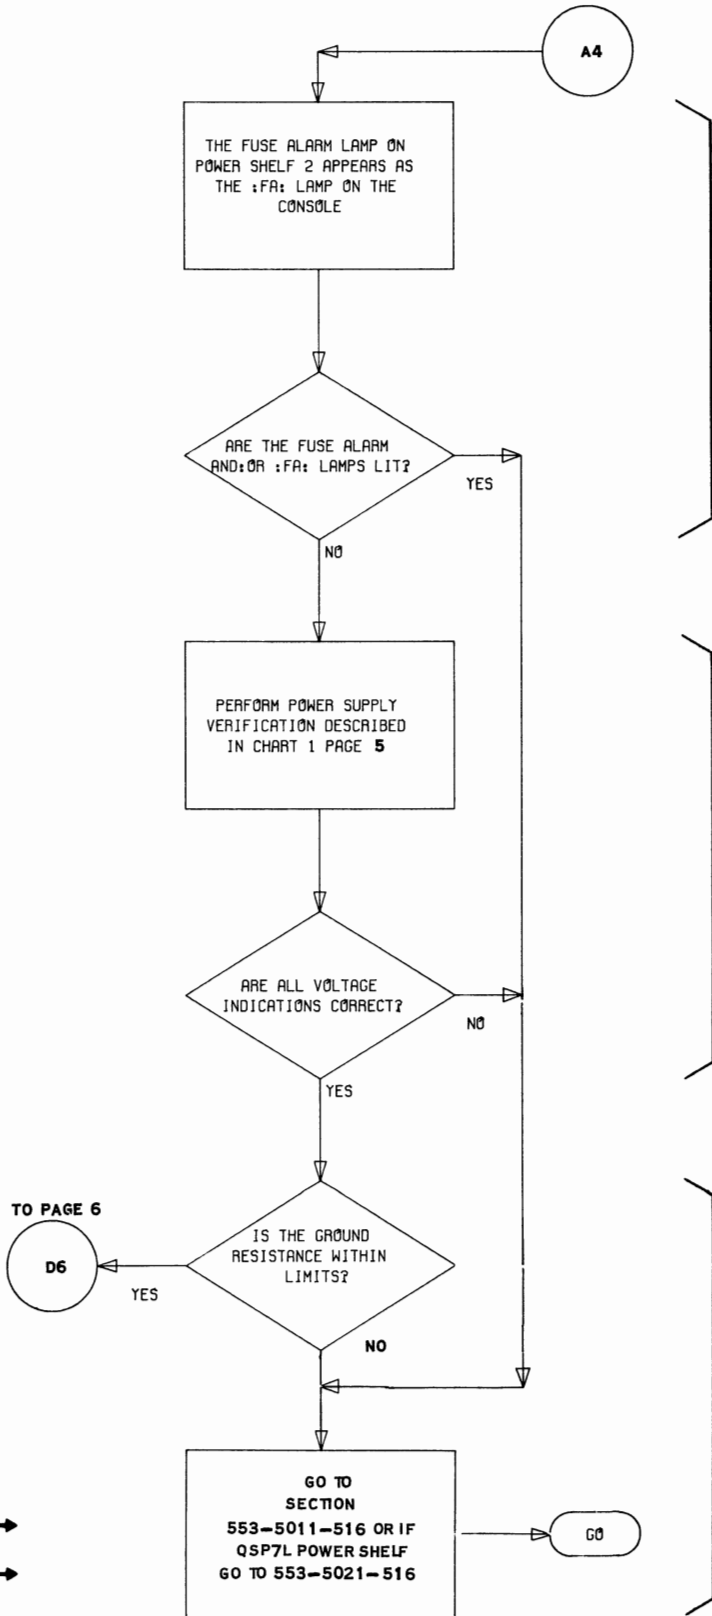 A4
THE FUSE ALARM LAMP ON
POWER SHELF 2 APPEARS AS
THE :FA: LAMP ON THE
CONSOLE
ARE THE FUSE ALARM
AND:OR :FA: LAMPS LIT?
YES
NO
PERFORM POWER SUPPLY
VERIFICATION DESCRIBED
IN CHART 1 PAGE 5
ARE ALL VOLTAGE
INDICATIONS CORRECT?
NO
YES
TO PAGE 6
D6
IS THE GROUND
RESISTANCE WITHIN
LIMITS?
YES
NO
GO TO
SECTION
553-5011-516 OR IF
QSP7L POWER SHELF
GO TO 553-5021-516
GO